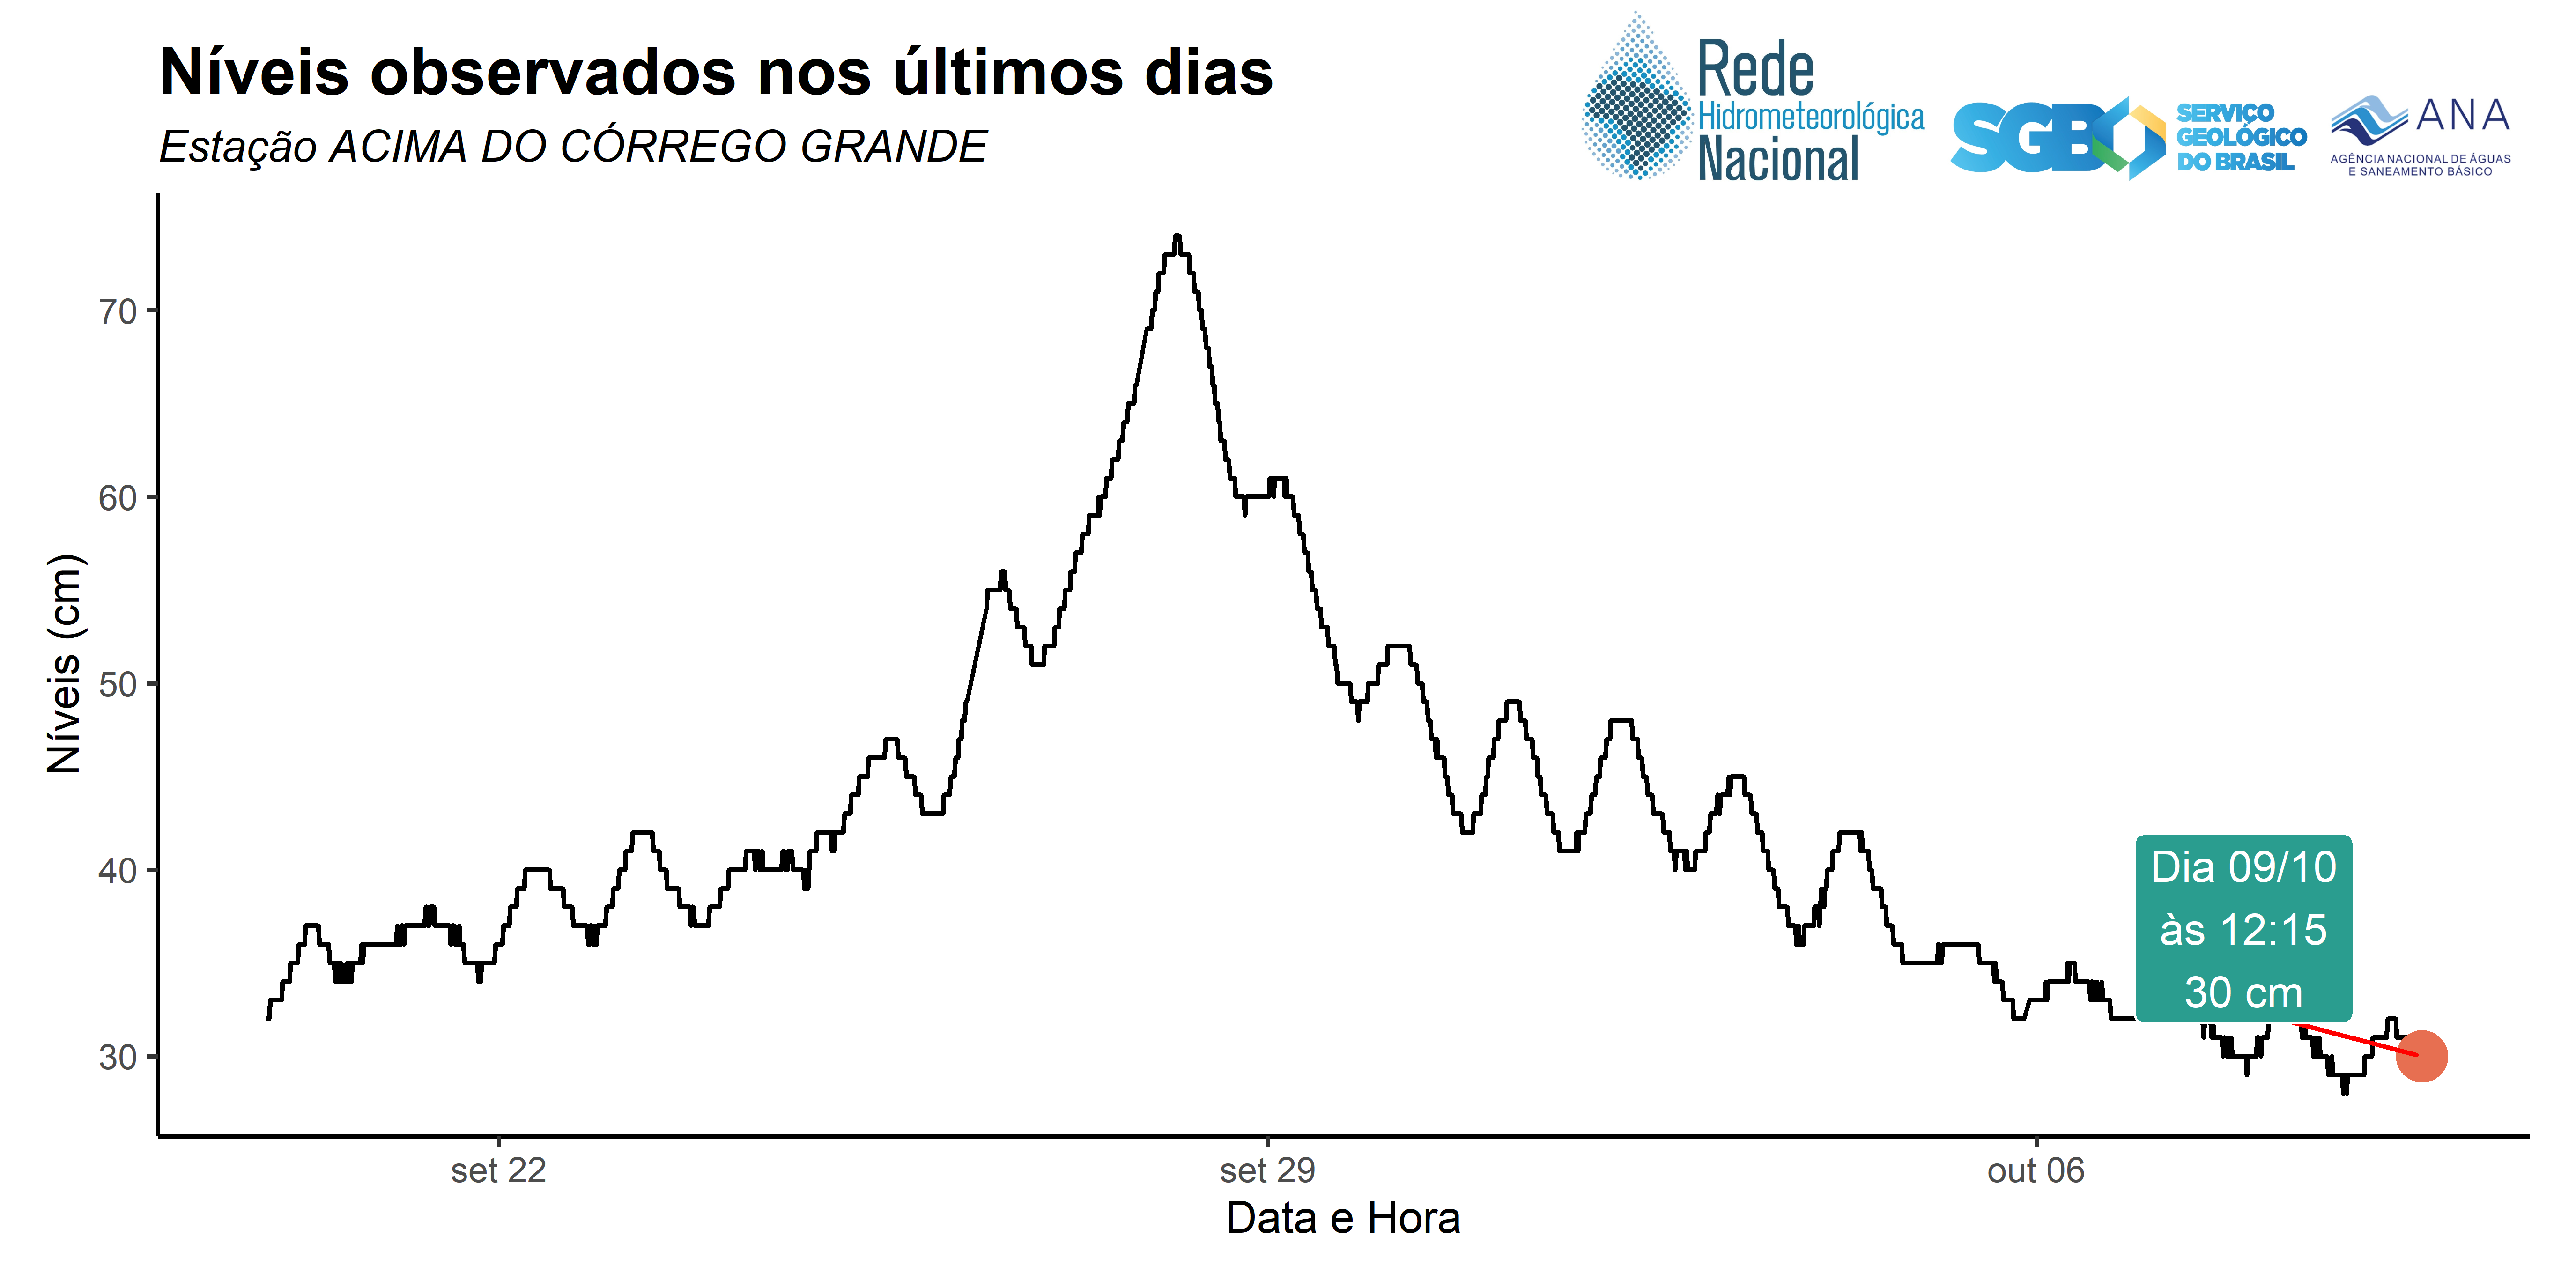 Níveis observados nos últimos dias
Estação ACIMA DO CÓRREGO GRANDE
Rede
Hidrometeorológica
Nacional
SGB
SERVIÇO
GEOLÓGICO
DO BRASIL
ANA
AGÊNCIA NACIONAL DE ÁGUAS
E SANEAMENTO BÁSICO
Níveis (cm)
70
60
50
40
30
Dia 09/10
às 12:15
30 cm
set 22
set 29
out 06
Data e Hora